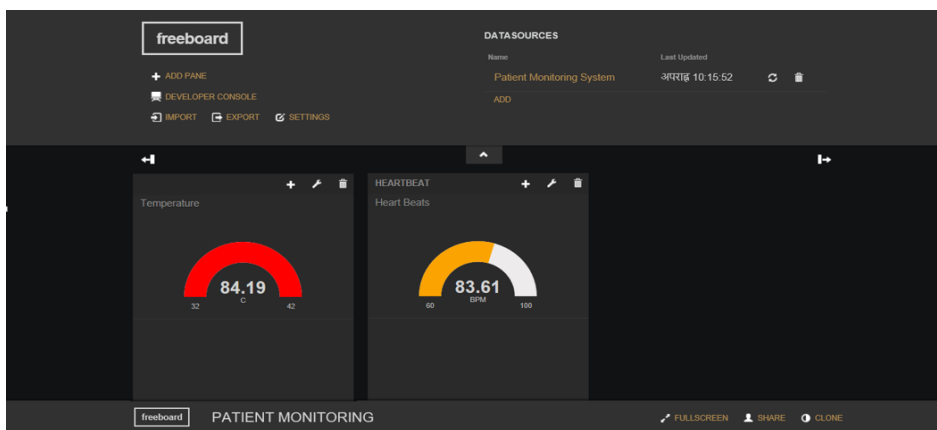 freeboard
ADD PANE
DEVELOPER CONSOLE
IMPORT EXPORT SETTINGS
DATASOURCES
Name Last Updated
Patient Monitoring System अपराह्न 10:15:52
ADD
Temperature
84.19
C
32 42
HEARTBEAT
Heart Beats
83.61
BPM
60 100
freeboard PATIENT MONITORING FULLSCREEN SHARE CLONE